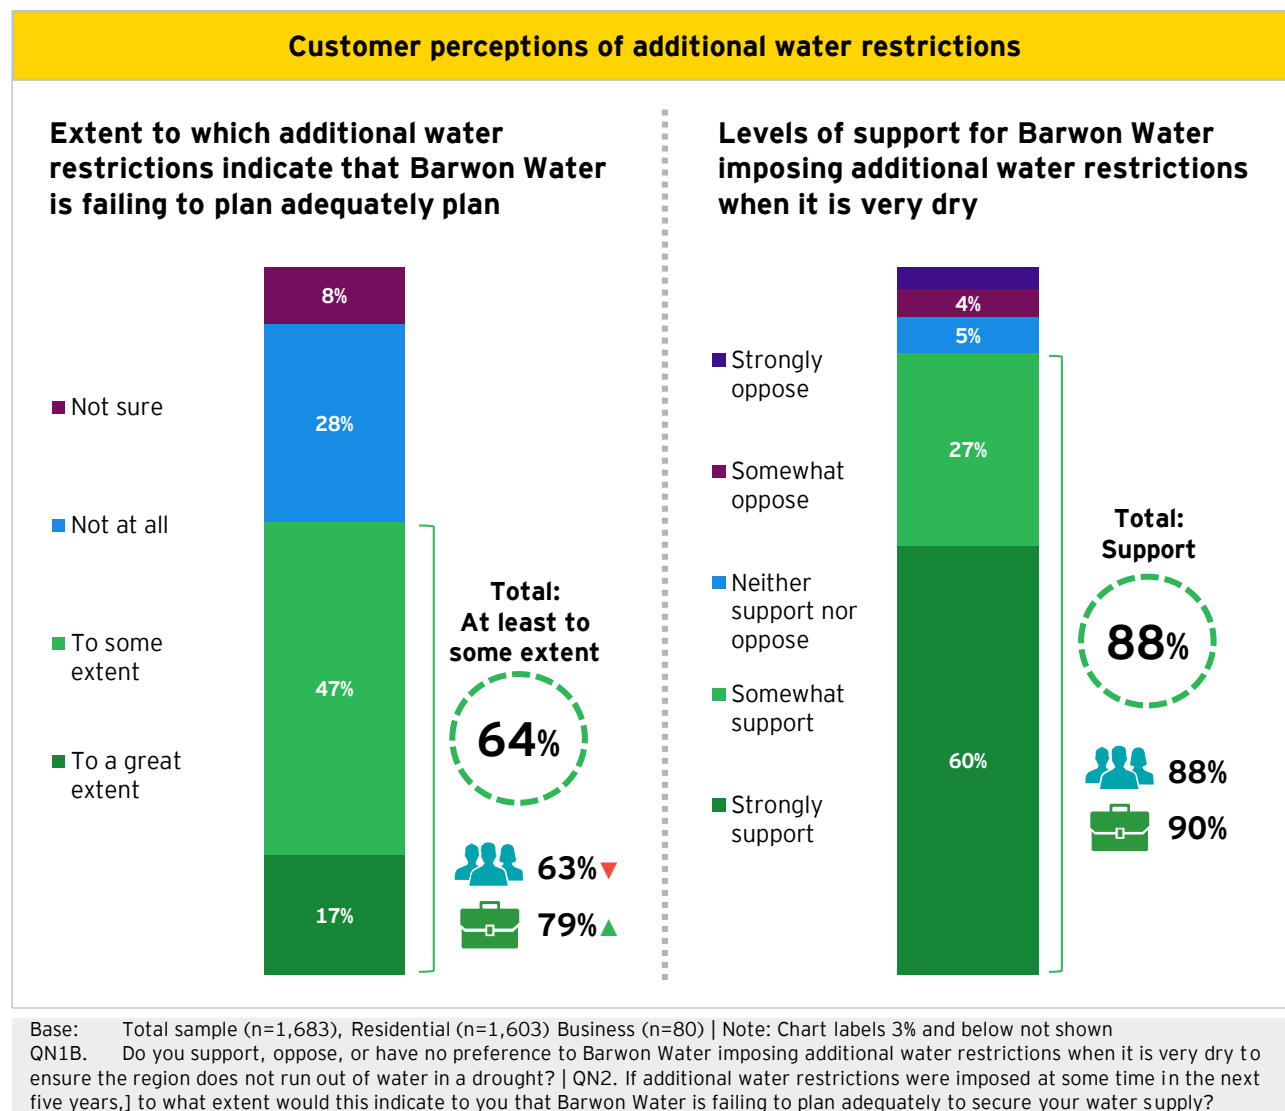 Customer perceptions of additional water restrictions
Extent to which additional water
restrictions indicate that Barwon Water
is failing to plan adequately plan
8%
28%
47%
17%
Not sure
Not at all
To some
extent
To a great
extent
Total:
At least to
some extent
64%
63%
79%
Levels of support for Barwon Water
imposing additional water restrictions
when it is very dry
4%
5%
27%
60%
Strongly
oppose
Somewhat
oppose
Neither
support nor
oppose
Somewhat
support
Strongly
support
Total:
Support
88%
88%
90%
Base: Total sample (n=1,683), Residential (n=1,603) Business (n=80) | Note: Chart labels 3% and below not shown
QN1B. Do you support, oppose, or have no preference to Barwon Water imposing additional water restrictions when it is very dry to
ensure the region does not run out of water in a drought? | QN2. If additional water restrictions were imposed at some time in the next
five years,] to what extent would this indicate to you that Barwon Water is failing to plan adequately to secure your water supply?